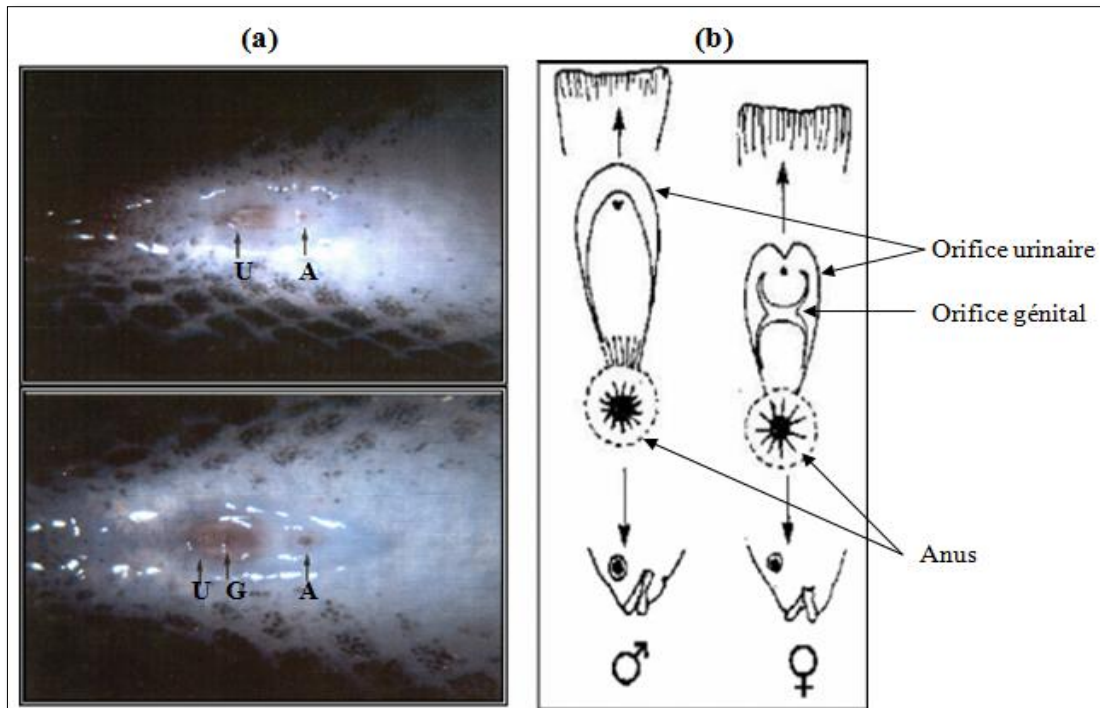 (a)
(b)
U A
U G A
Orifice urinaire
Orifice génital
Anus
♂ ♀